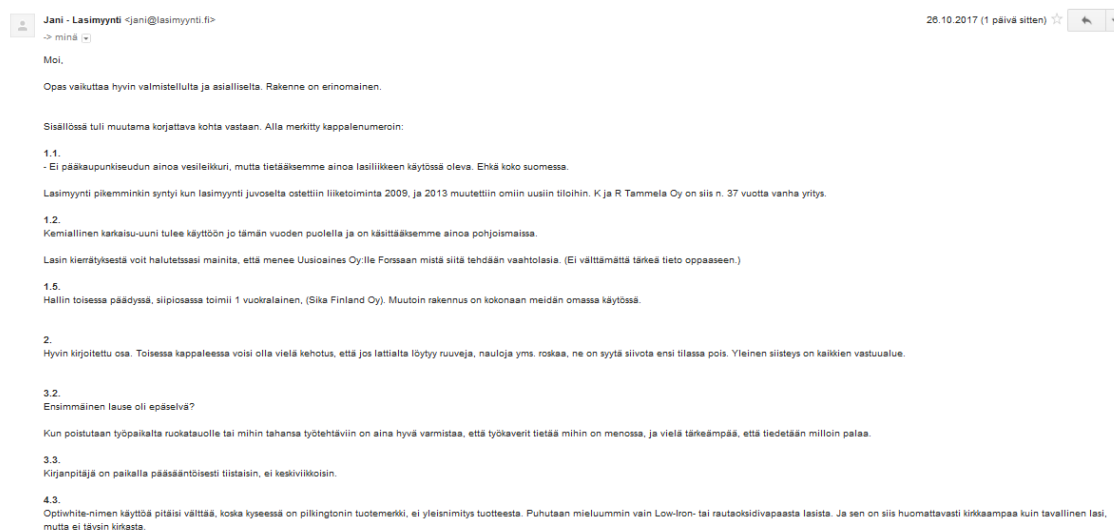 Jani - Lasimyynti <jani@lasimyynti.fi>
26.10.2017 (1 päivä sitten)
-> minä
Moi,
Opas vaikuttaa hyvin valmistellulta ja asialliselta. Rakenne on erinomainen.
Sisällössä tuli muutama korjattava kohta vastaan. Alla merkitty kappalenumeroin:
1.1.
- Ei pääkaupunkiseudun ainoa vesileikkuri, mutta tietääksemme ainoa lasiliikkeen käytössä oleva. Ehkä koko suomessa.
Lasimyynti pikemminkin syntyi kun lasimyynti juvoselta ostettiin liiketoiminta 2009, ja 2013 muutettiin omiin uusiin tiloihin. K ja R Tammela Oy on siis n. 37 vuotta vanha yritys.
1.2.
Kemiallinen karkaisu-uuni tulee käyttöön jo tämän vuoden puolella ja on käsittääksemme ainoa pohjoismaissa.
Lasin kierrätyksestä voit halutetssasi mainita, että menee Uusioaines Oy:lle Forssaan mistä siitä tehdään vaahtolasia. (Ei välttämättä tärkeä tieto oppaaseen.)
1.5.
Hallin toisessa päädyssä, siipiosassa toimii 1 vuokralainen, (Sika Finland Oy). Muutoin rakennus on kokonaan meidän omassa käytössä.
2.
Hyvin kirjoitettu osa. Toisessa kappaleessa voisi olla vielä kehotus, että jos lattialta löytyy ruuveja, nauloja yms. roskaa, ne on syytä siivota ensi tilassa pois. Yleinen siisteys on kaikkien vastuualue.
3.2.
Ensimmäinen lause oli epäselvä?
Kun poistutaan työpaikalta ruokatauolle tai mihin tahansa työtehtäviin on aina hyvä varmistaa, että työkaverit tietää mihin on menossa, ja vielä tärkeämpää, että tiedetään milloin palaa.
3.3.
Kirjanpitäjä on paikalla pääsääntöisesti tiistaisin, ei keskiviikkoisin.
4.3.
Optiwhite-nimen käyttöä pitäisi välttää, koska kyseessä on pilkingtonin tuotemerkki, ei yleisnimitys tuotteesta. Puhutaan mieluummin vain Low-Iron- tai rautaoksidivapaasta lasista. Ja sen on siis huomattavasti kirkkaampaa kuin tavallinen lasi,
mutta ei täysin kirkasta.